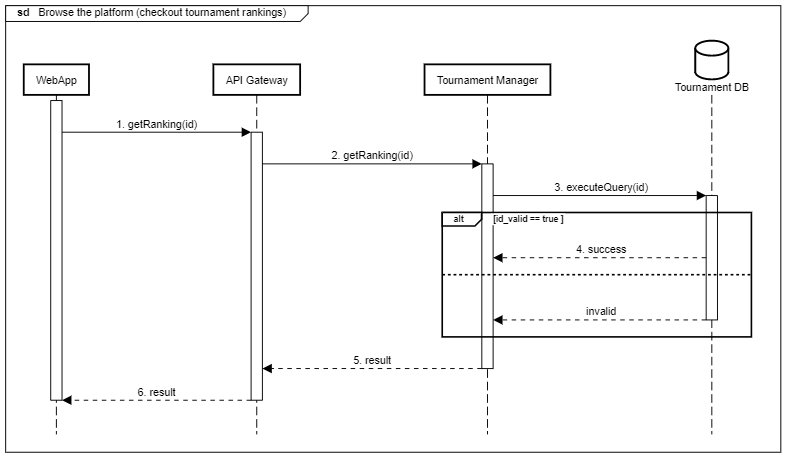 sd Browse the platform (checkout tournament rankings)
WebApp
API Gateway
Tournament Manager
Tournament DB
1. getRanking(id)
2. getRanking(id)
3. executeQuery(id)
alt [id_valid == true ]
4. success
invalid
5. result
6. result